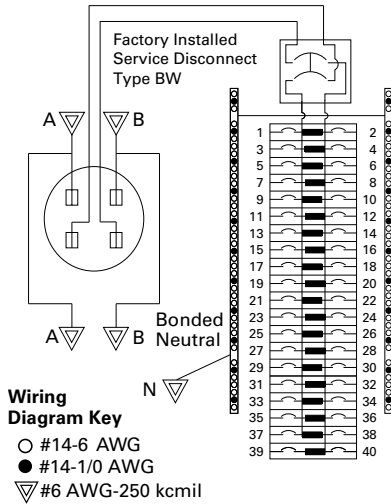 Factory Installed
Service Disconnect
Type BW
A B
1 2
3 4
5 6
7 8
9 10
11 12
13 14
15 16
17 18
19 20
21 22
23 24
25 26
27 28
29 30
31 32
33 34
35 36
37 38
39 40
A B
Bonded
Neutral
N
Wiring
Diagram Key
#14-6 AWG
#14-1/0 AWG
#6 AWG-250 kcmil